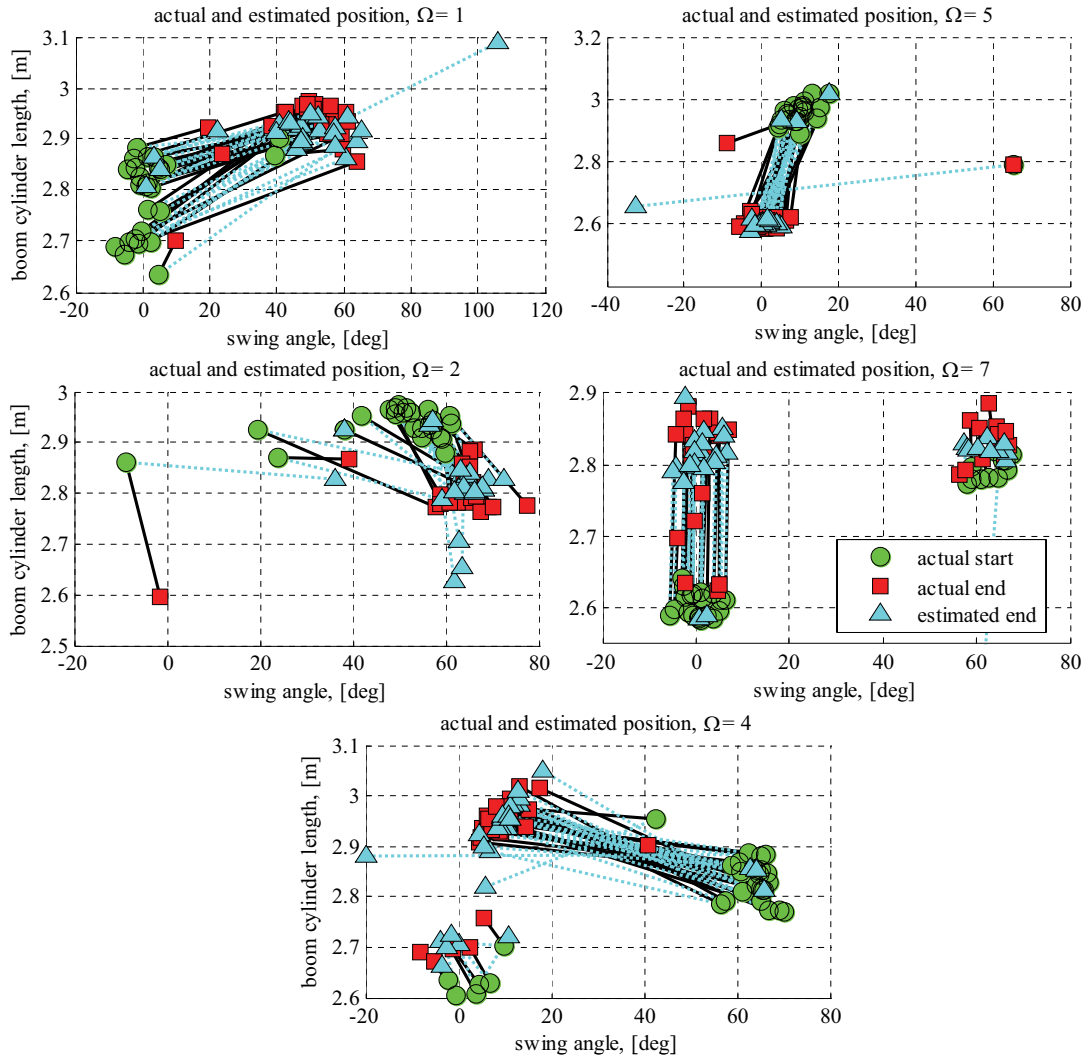 actual and estimated position, Ω= 1
boom cylinder length, [m]
3.1
3
2.9
2.8
2.7
2.6
-20 0 20 40 60 80 100 120
swing angle, [deg]
actual and estimated position, Ω= 5
3.2
3
2.8
2.6
-40 -20 0 20 40 60 80
swing angle, [deg]
actual and estimated position, Ω= 2
boom cylinder length, [m]
3
2.9
2.8
2.7
2.6
2.5
-20 0 20 40 60 80
swing angle, [deg]
actual and estimated position, Ω= 7
2.9
2.8
2.7
2.6
actual start
actual end
estimated end
-20 0 20 40 60 80
swing angle, [deg]
actual and estimated position, Ω= 4
boom cylinder length, [m]
3.1
3
2.9
2.8
2.7
2.6
-20 0 20 40 60 80
swing angle, [deg]